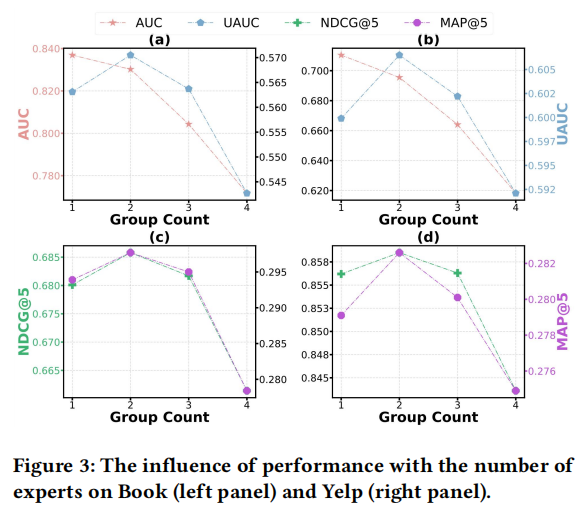 AUC UAUC NDCG@5 MAP@5
(a) (b)
0.840
0.820
0.800
0.780
AUC
0.570
0.565
0.560
0.555
0.550
0.545
1 2 3 4
Group Count
0.700
0.680
0.660
0.640
0.620
0.605
0.602
0.600
0.597
0.595
0.592
UAUC
1 2 3 4
Group Count
(c) (d)
0.685
0.680
0.675
0.670
0.665
NDCG@5
0.295
0.290
0.285
0.280
1 2 3 4
Group Count
0.858
0.855
0.853
0.850
0.848
0.845
0.282
0.280
0.278
0.276
MAP@5
1 2 3 4
Group Count
Figure 3: The influence of performance with the number of
experts on Book (left panel) and Yelp (right panel).